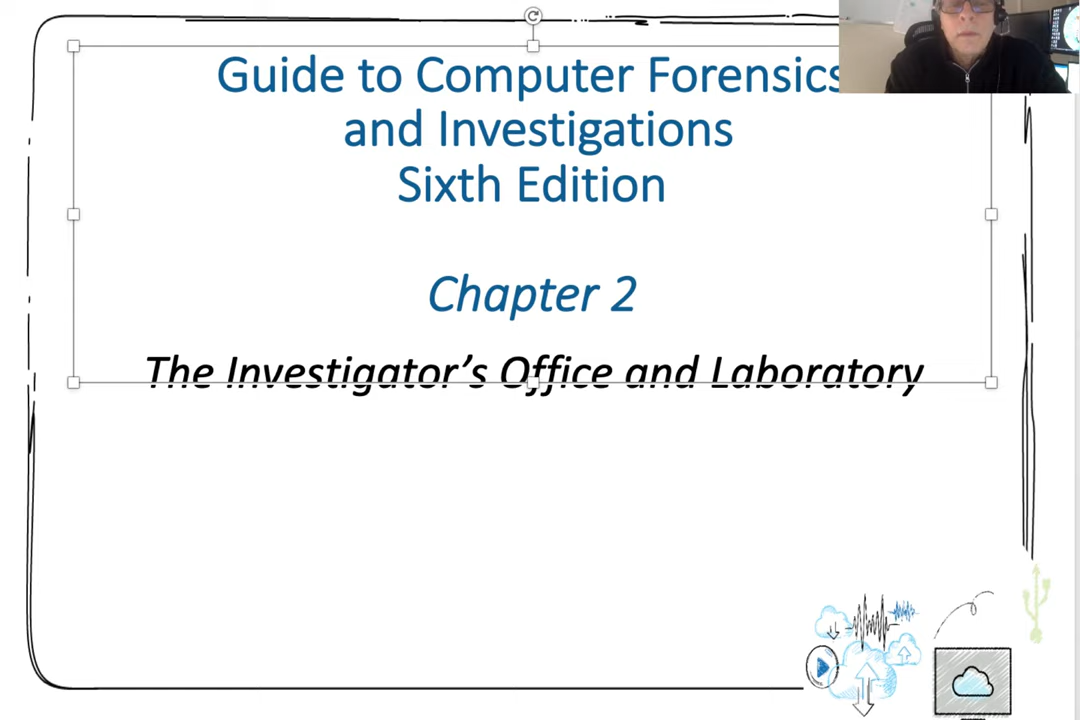 Guide to Computer Forensics
and Investigations
Sixth Edition
Chapter 2
The Investigator’s Office and Laboratory